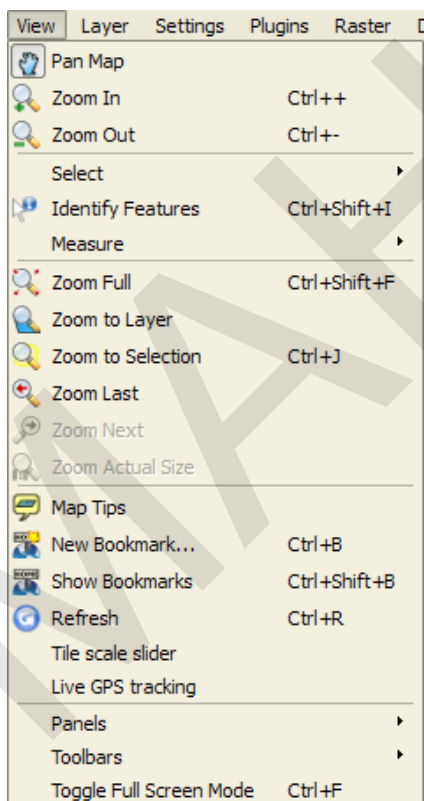 View Layer Settings Plugins Raster
Pan Map
Zoom In Ctrl++
Zoom Out Ctrl+-
Select
Identify Features Ctrl+Shift+I
Measure
Zoom Full Ctrl+Shift+F
Zoom to Layer
Zoom to Selection Ctrl+J
Zoom Last
Zoom Next
Zoom Actual Size
Map Tips
New Bookmark... Ctrl+B
Show Bookmarks Ctrl+Shift+B
Refresh Ctrl+R
Tile scale slider
Live GPS tracking
Panels
Toolbars
Toggle Full Screen Mode Ctrl+F